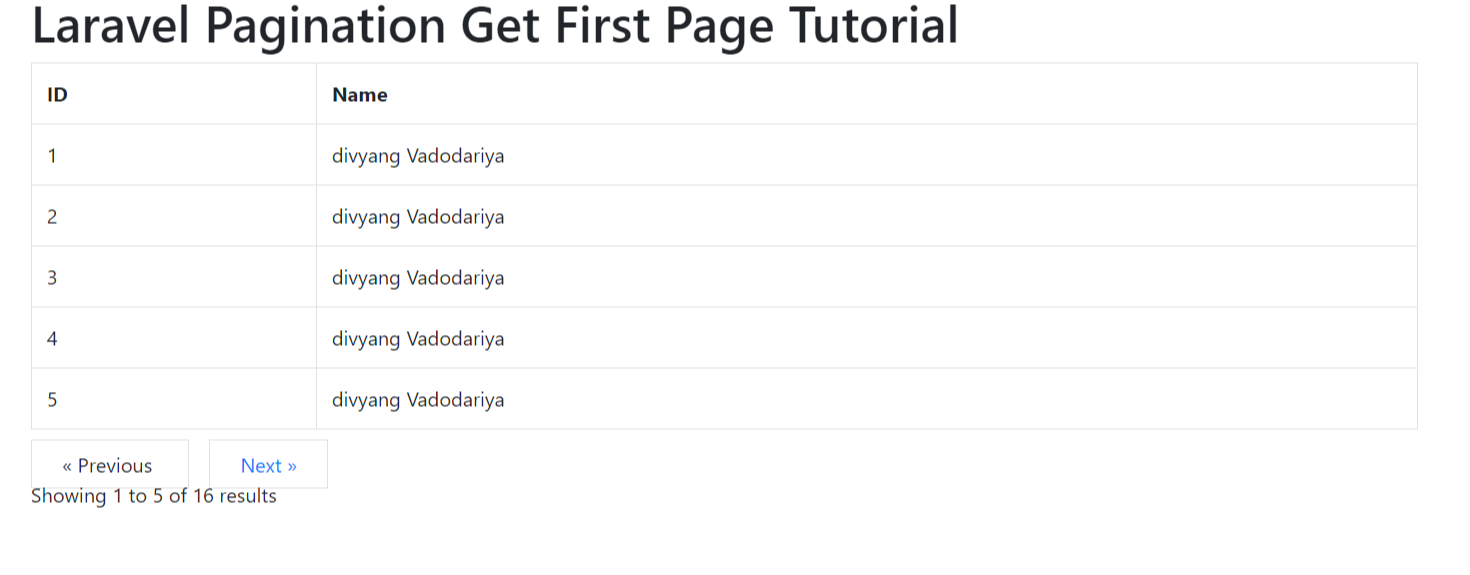 Laravel Pagination Get First Page Tutorial
ID Name
1 divyang Vadodariya
2 divyang Vadodariya
3 divyang Vadodariya
4 divyang Vadodariya
5 divyang Vadodariya
« Previous Next »
Showing 1 to 5 of 16 results